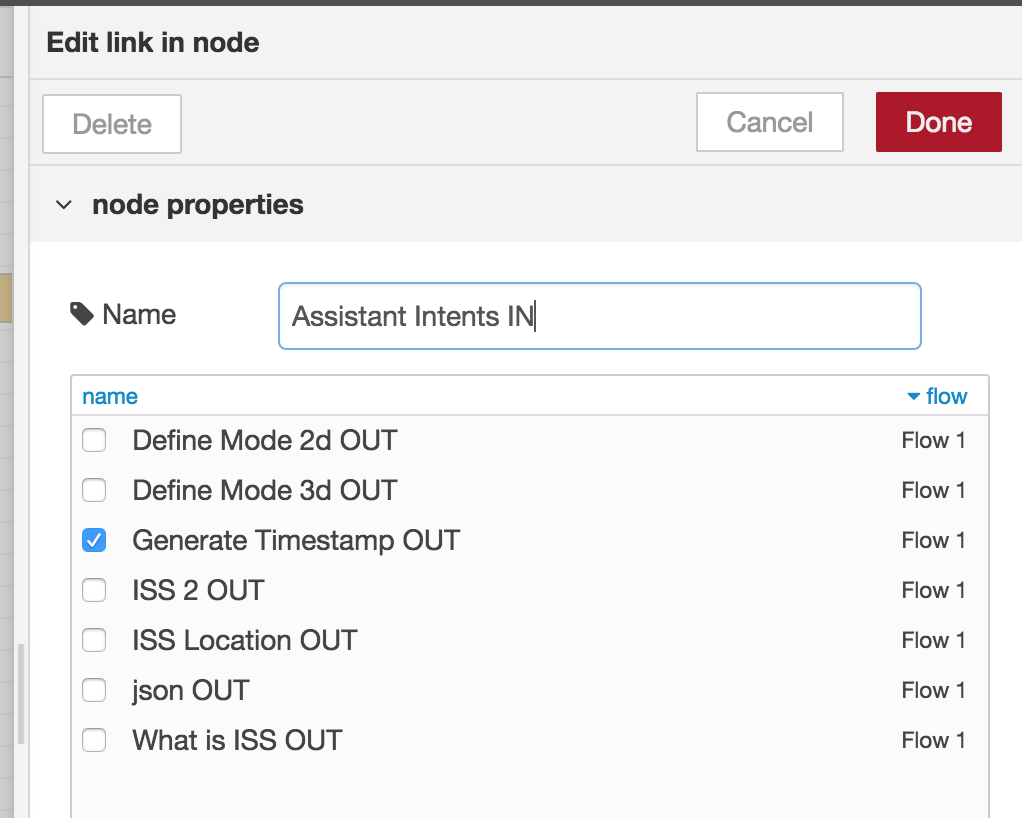 Edit link in node
Delete Cancel Done
node properties
Name Assistant Intents IN
name flow
Define Mode 2d OUT Flow 1
Define Mode 3d OUT Flow 1
Generate Timestamp OUT Flow 1
ISS 2 OUT Flow 1
ISS Location OUT Flow 1
json OUT Flow 1
What is ISS OUT Flow 1